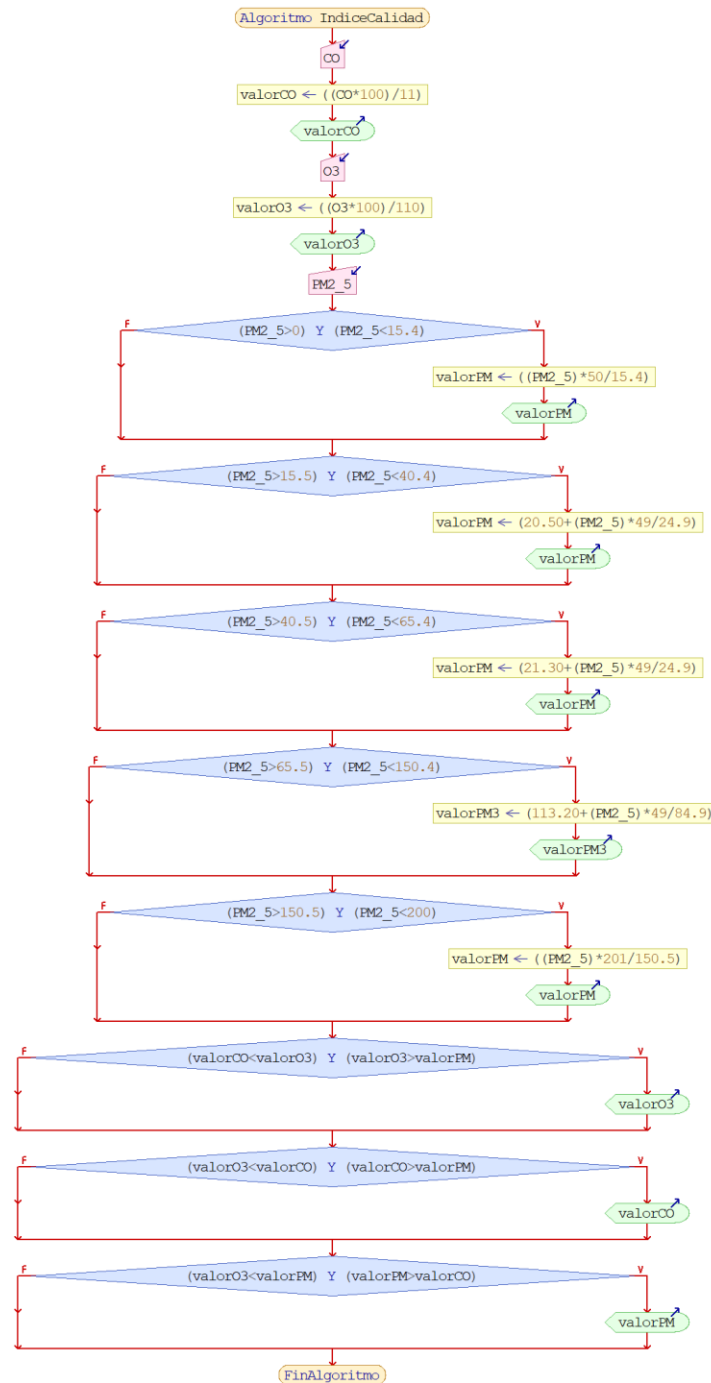 Algoritmo IndiceCalidad
CO
valorCO ← ((CO*100)/11)
valorCO
O3
valorO3 ← ((O3*100)/110)
valorO3
PM2_5
F
(PM2_5>0) Y (PM2_5<15.4)
V
valorPM ← ((PM2_5)*50/15.4)
valorPM
F
(PM2_5>15.5) Y (PM2_5<40.4)
V
valorPM ← (20.50+(PM2_5)*49/24.9)
valorPM
F
(PM2_5>40.5) Y (PM2_5<65.4)
V
valorPM ← (21.30+(PM2_5)*49/24.9)
valorPM
F
(PM2_5>65.5) Y (PM2_5<150.4)
V
valorPM3 ← (113.20+(PM2_5)*49/84.9)
valorPM3
F
(PM2_5>150.5) Y (PM2_5<200)
V
valorPM ← ((PM2_5)*201/150.5)
valorPM
F
(valorCO<valorO3) Y (valorO3>valorPM)
V
valorO3
F
(valorO3<valorCO) Y (valorCO>valorPM)
V
valorCO
F
(valorO3<valorPM) Y (valorPM>valorCO)
V
valorPM
FinAlgoritmo